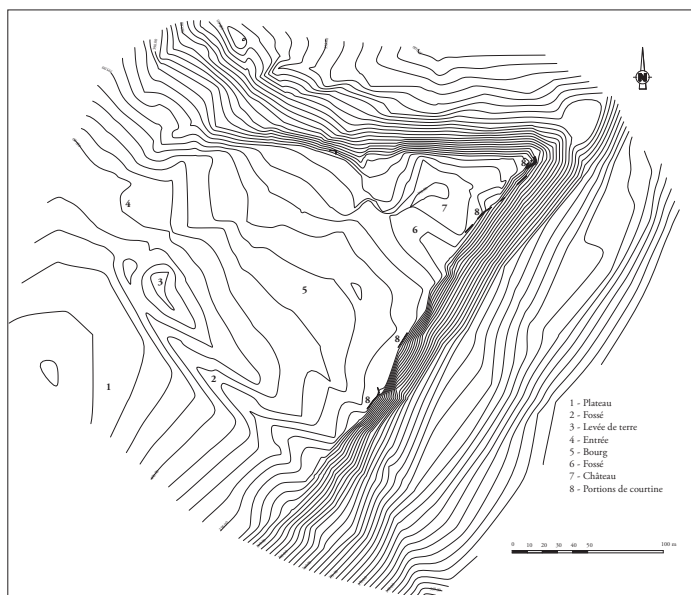 N
8
7
4
8
6
3
5
8
2
1
8
1 - Plateau
2 - Fossé
3 - Levée de terre
4 - Entrée
5 - Bourg
6 - Fossé
7 - Château
8 - Portions de courtine
0 10 20 30 40 50 100 m